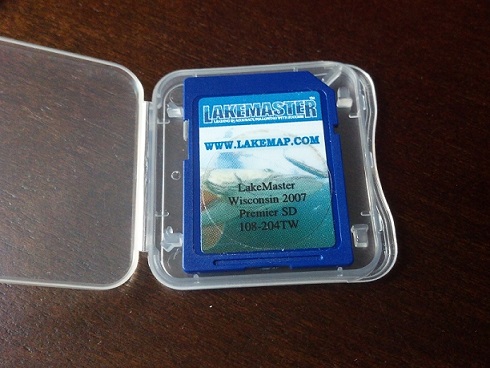 LAKEMASTER
WWW.LAKEMAP.COM
LakeMaster
Wisconsin 2007
Premier SD
108-204TW